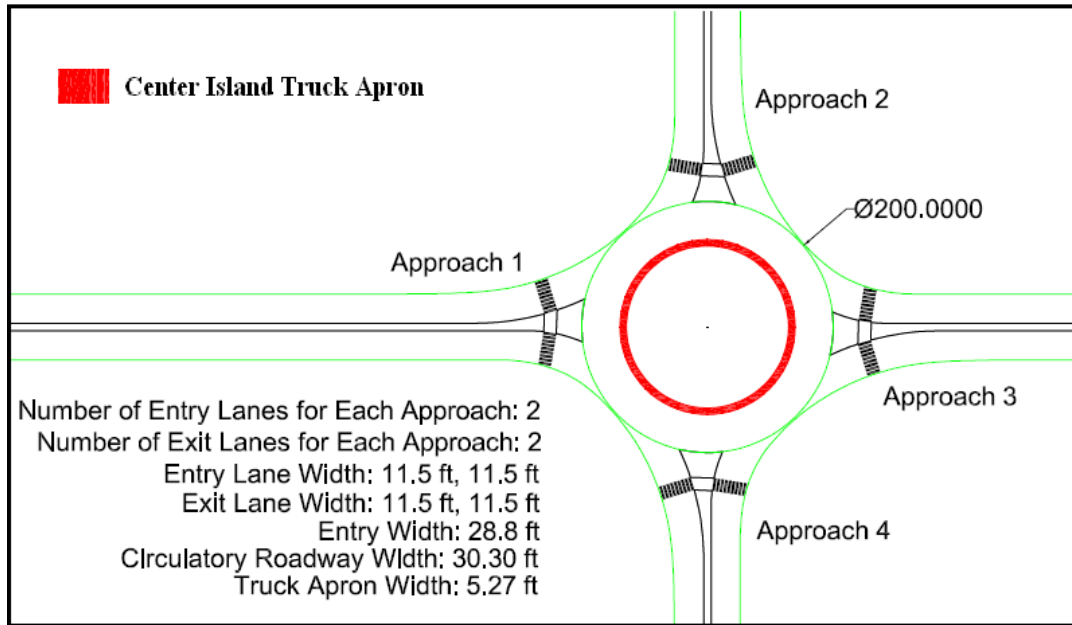 Center Island Truck Apron
Approach 2
Ø200.0000
Approach 1
Approach 3
Number of Entry Lanes for Each Approach: 2
Number of Exit Lanes for Each Approach: 2
Entry Lane Width: 11.5 ft, 11.5 ft
Exit Lane Width: 11.5 ft, 11.5 ft
Entry Width: 28.8 ft
Circulatory Roadway Width: 30.30 ft
Truck Apron Width: 5.27 ft
Approach 4